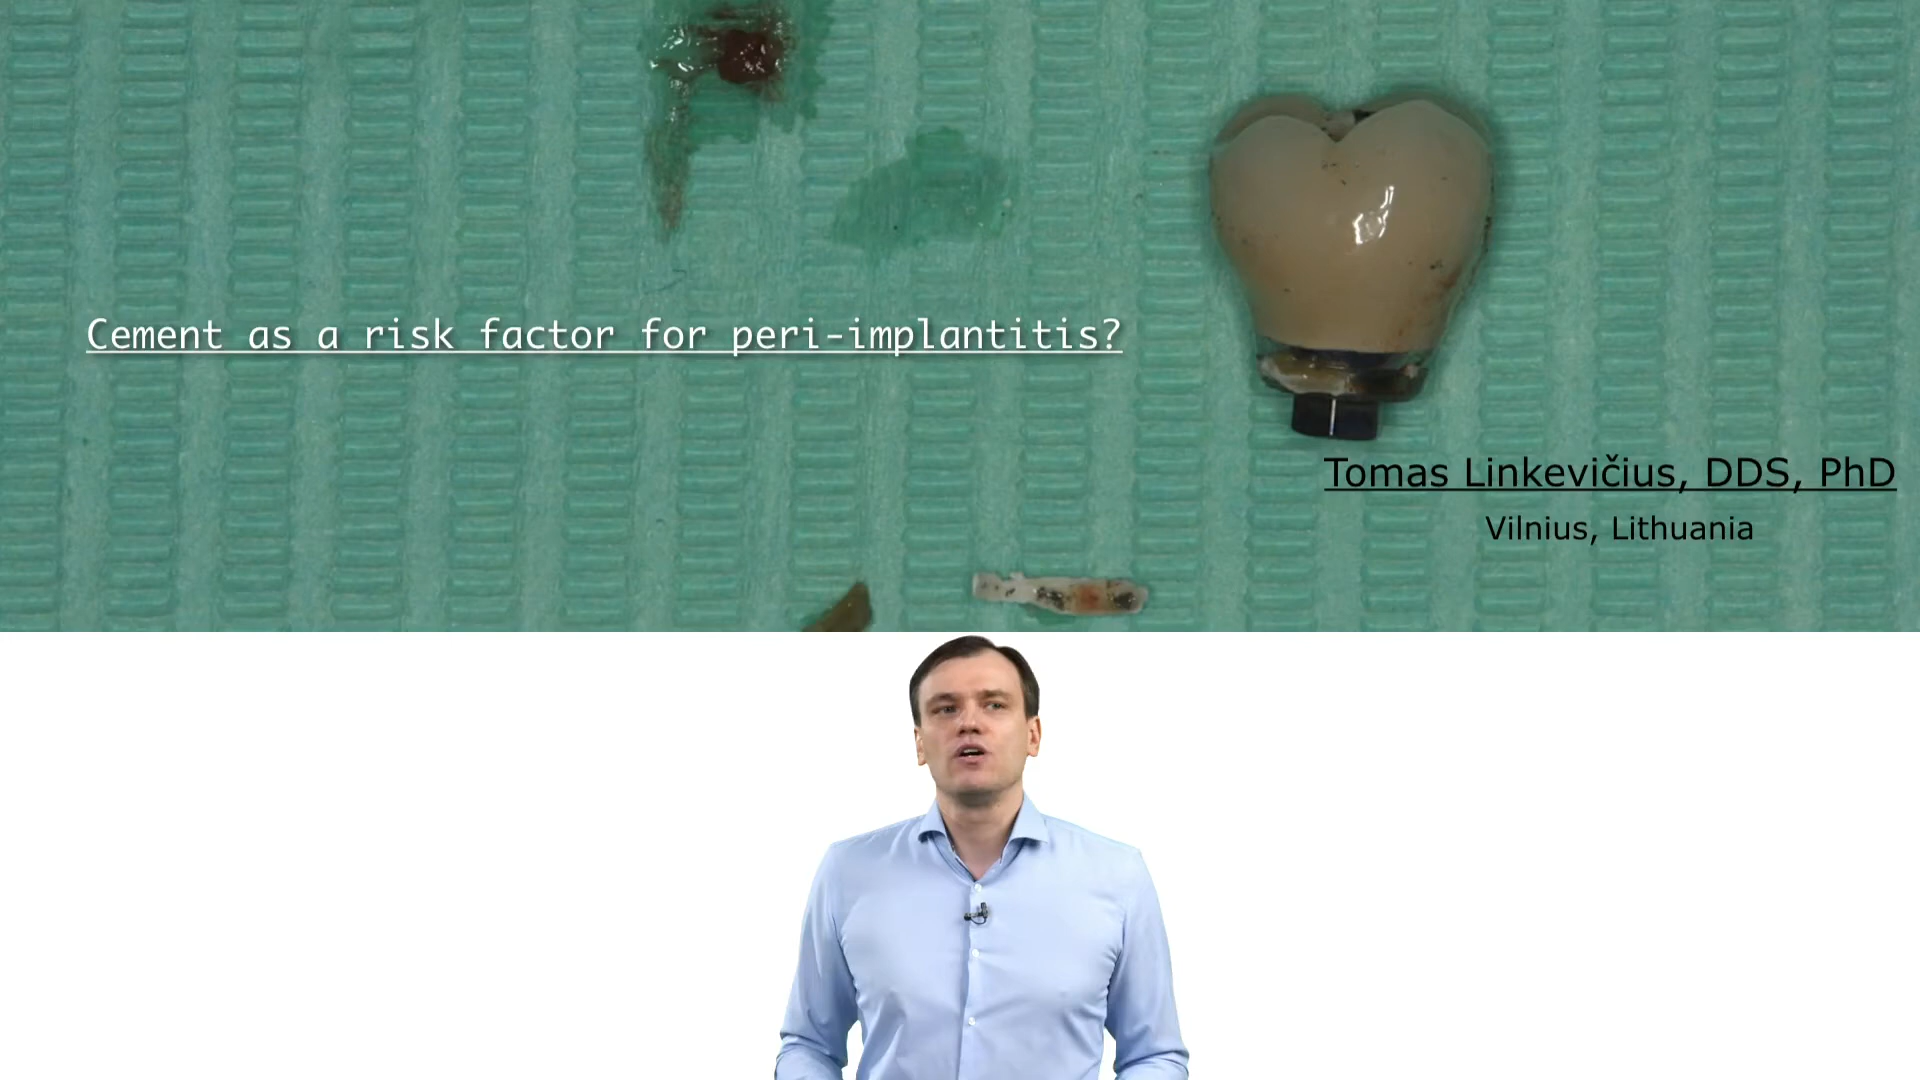 Cement as a risk factor for peri-implantitis?
Tomas Linkevičius, DDS, PhD
Vilnius, Lithuania